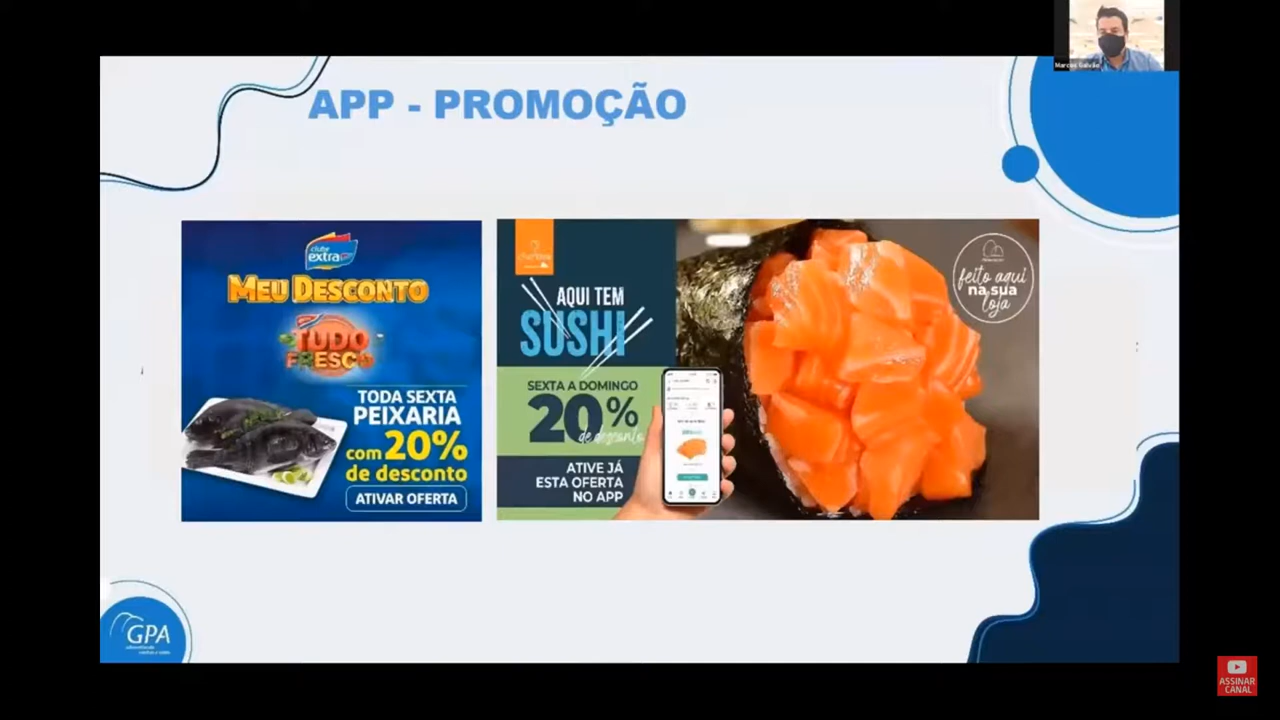 Marcos Galvão
APP - PROMOÇÃO
clube
extra
MEU DESCONTO
TUDO
FRESCO
TODA SEXTA
PEIXARIA
com 20%
de desconto
ATIVAR OFERTA
AQUI TEM
SUSHI
SEXTA A DOMINGO
20%
de desconto
ATIVE JÁ
ESTA OFERTA
NO APP
feito aqui
na sua
loja
GPA
ASSINAR
CANAL